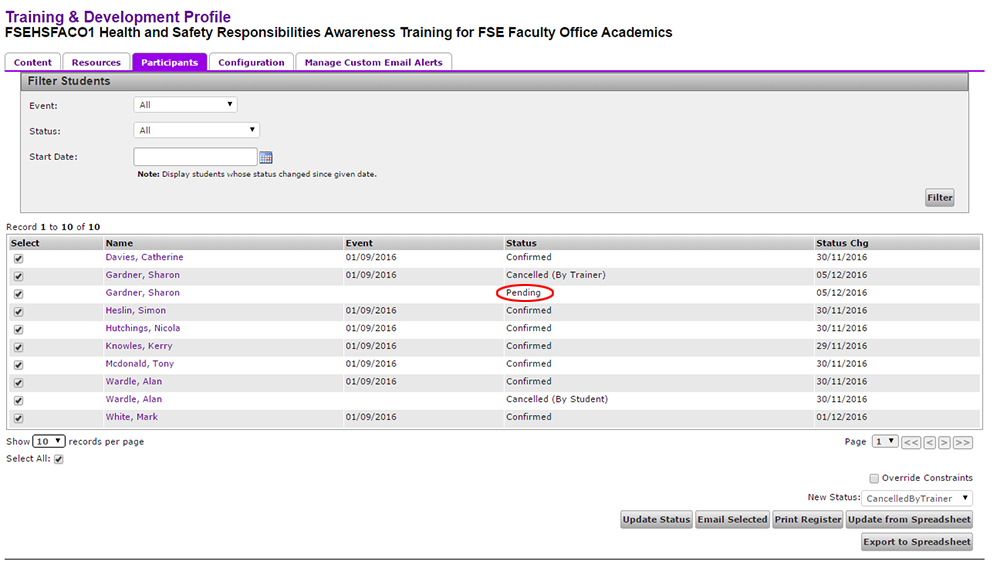 Training & Development Profile
FSEHSFACO1 Health and Safety Responsibilities Awareness Training for FSE Faculty Office Academics
Content Resources Participants Configuration Manage Custom Email Alerts
Filter Students
Event: All
Status: All
Start Date:
Note: Display students whose status changed since given date.
Filter
Record 1 to 10 of 10
Select Name Event Status Status Chg
Davies, Catherine 01/09/2016 Confirmed 30/11/2016
Gardner, Sharon 01/09/2016 Cancelled (By Trainer) 05/12/2016
Gardner, Sharon Pending 05/12/2016
Heslin, Simon 01/09/2016 Confirmed 30/11/2016
Hutchings, Nicola 01/09/2016 Confirmed 30/11/2016
Knowles, Kerry 01/09/2016 Confirmed 29/11/2016
Mcdonald, Tony 01/09/2016 Confirmed 30/11/2016
Wardle, Alan 01/09/2016 Confirmed 30/11/2016
Wardle, Alan Cancelled (By Student) 30/11/2016
White, Mark 01/09/2016 Confirmed 01/12/2016
Show 10 records per page Page 1 << < > >>
Select All:
Override Constraints
New Status: CancelledByTrainer
Update Status Email Selected Print Register Update from Spreadsheet
Export to Spreadsheet